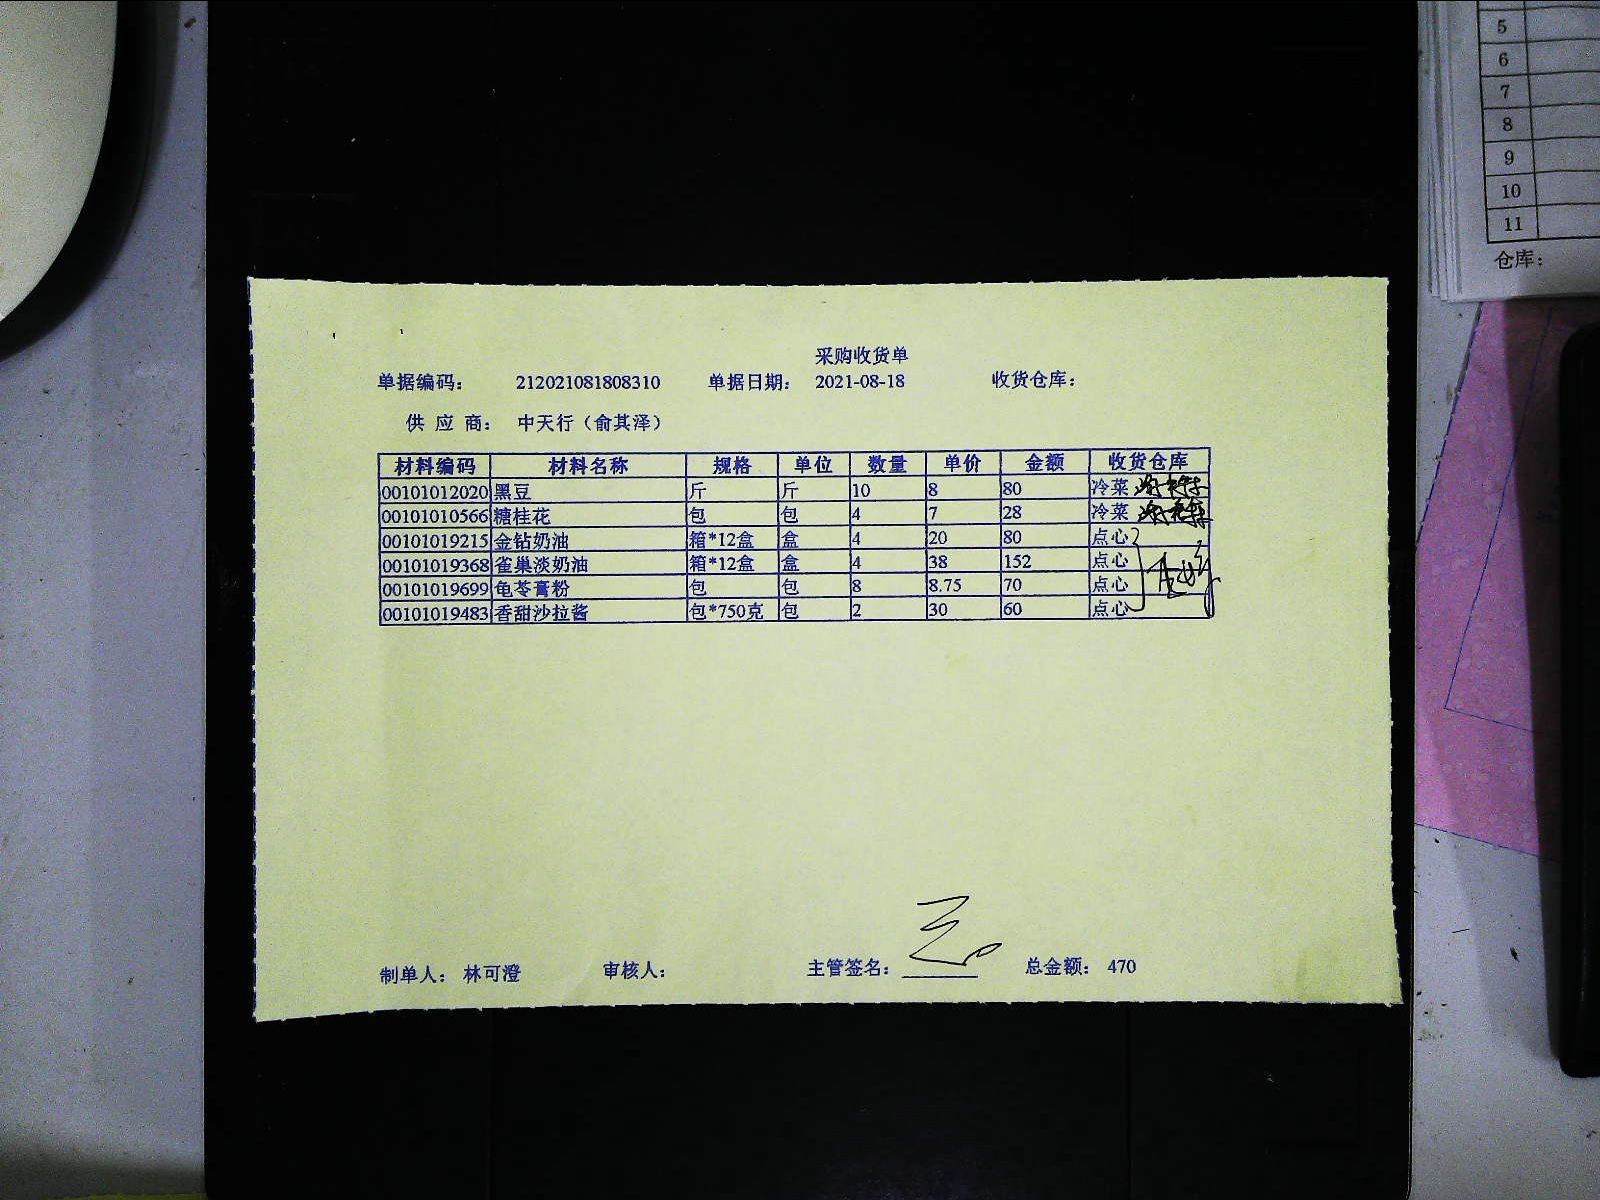 采购收货单
单据编码： 212021081808310 单据日期： 2021-08-18 收货仓库：
供 应 商： 中天行（俞其泽）
材料编码 材料名称 规格 单位 数量 单价 金额 收货仓库
00101012020 黑豆 斤 斤 10 8 80 冷菜
00101010566 糖桂花 包 包 4 7 28 冷菜
00101019215 金钻奶油 箱*12盒 盒 4 20 80 点心
00101019368 雀巢淡奶油 箱*12盒 盒 4 38 152 点心
00101019699 龟苓膏粉 包 包 8 8.75 70 点心
00101019483 香甜沙拉酱 包*750克 包 2 30 60 点心
制单人： 林可澄 审核人： 主管签名： 总金额： 470
5
6
7
8
9
10
11
仓库：